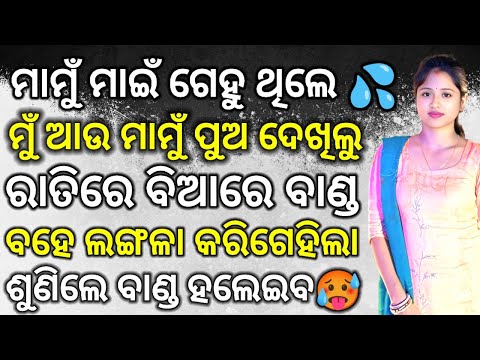 ମାମୁଁ ମାଇଁ ଗେହୁ ଥିଲେ 💦
ମୁଁ ଆଉ ମାମୁଁ ପୁଅ ଦେଖିଲୁ
ରାତିରେ ବିଆରେ ବାଣ୍ଡ
ବହେ ଲଙ୍ଗଳା କରିଗେହିଲା
ଶୁଣିଲେ ବାଣ୍ଡ ହଲେଇବ🥵